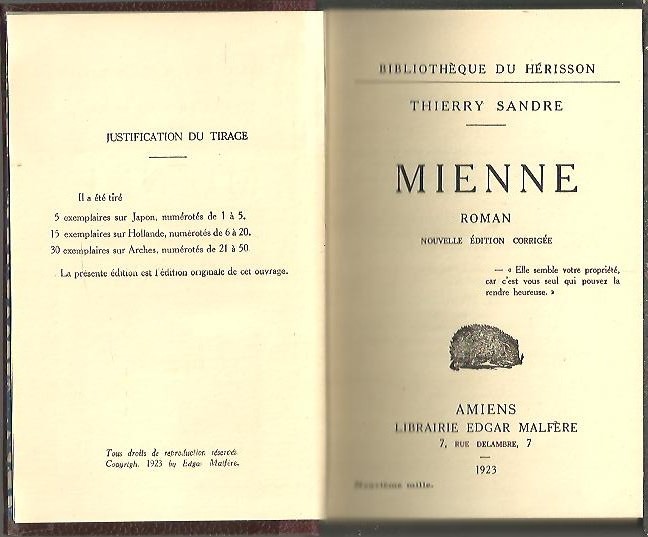 JUSTIFICATION DU TIRAGE
Il a été tiré
5 exemplaires sur Japon, numérotés de 1 à 5.
15 exemplaires sur Hollande, numérotés de 6 à 20.
30 exemplaires sur Arches, numérotés de 21 à 50
La présente édition est l'édition originale de cet ouvrage.
Tous droits de reproduction réservés
Copyrigh. 1923 by Edgar Malfère.
BIBLIOTHÈQUE DU HÉRISSON
THIERRY SANDRE
MIENNE
ROMAN
NOUVELLE ÉDITION CORRIGÉE
— « Elle semble votre propriété,
car c'est vous seul qui pouvez la
rendre heureuse. »
AMIENS
LIBRAIRIE EDGAR MALFÈRE
7, RUE DELAMBRE, 7
1923
mille.